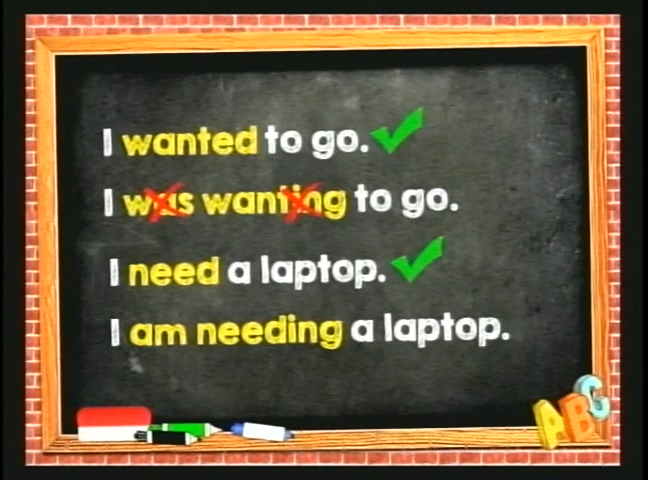 I wanted to go.
I was wanting to go.
I need a laptop.
I am needing a laptop.
ABC